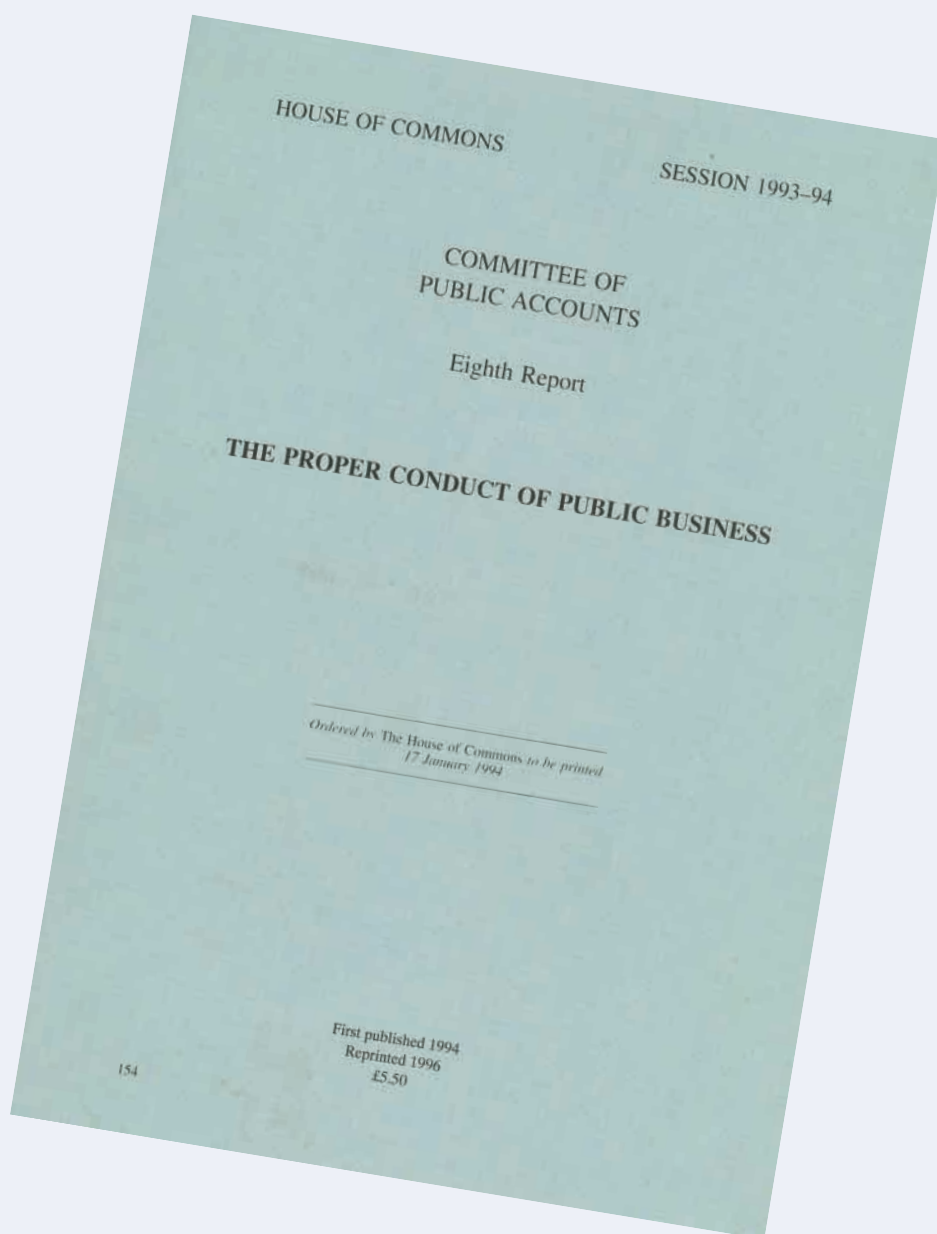 HOUSE OF COMMONS
SESSION 1993–94
COMMITTEE OF
PUBLIC ACCOUNTS
Eighth Report
THE PROPER CONDUCT OF PUBLIC BUSINESS
Ordered by The House of Commons to be printed
17 January 1994
First published 1994
Reprinted 1996
£5.50
154